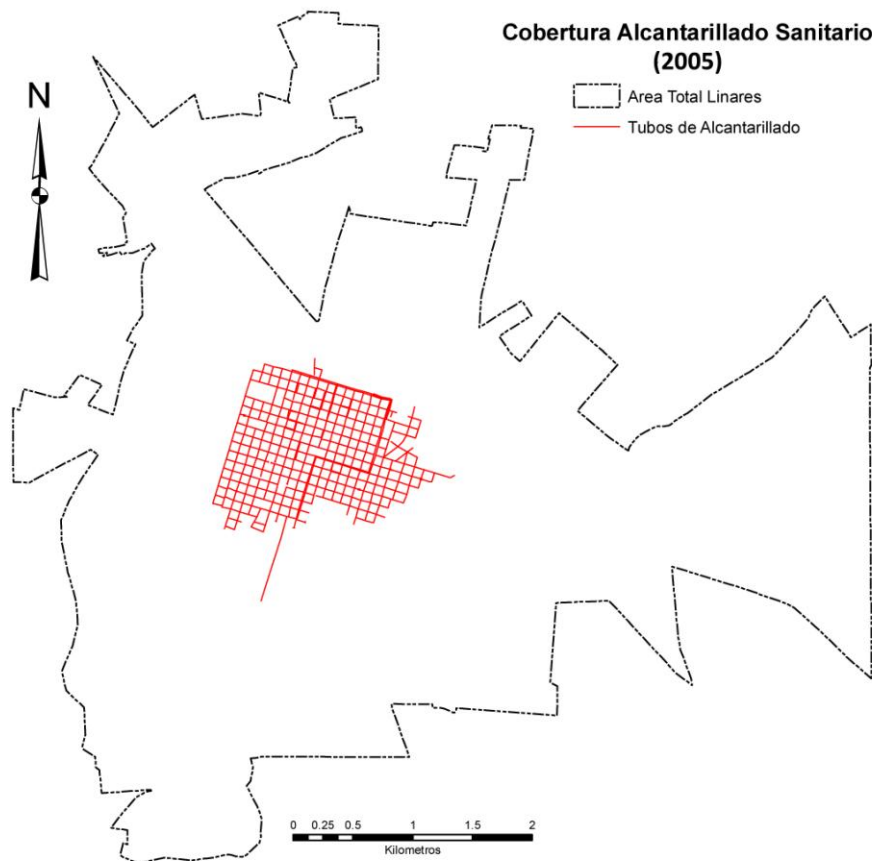 Cobertura Alcantarillado Sanitario
(2005)
Area Total Linares
Tubos de Alcantarillado
N
0 0.25 0.5 1 1.5 2
Kilometros